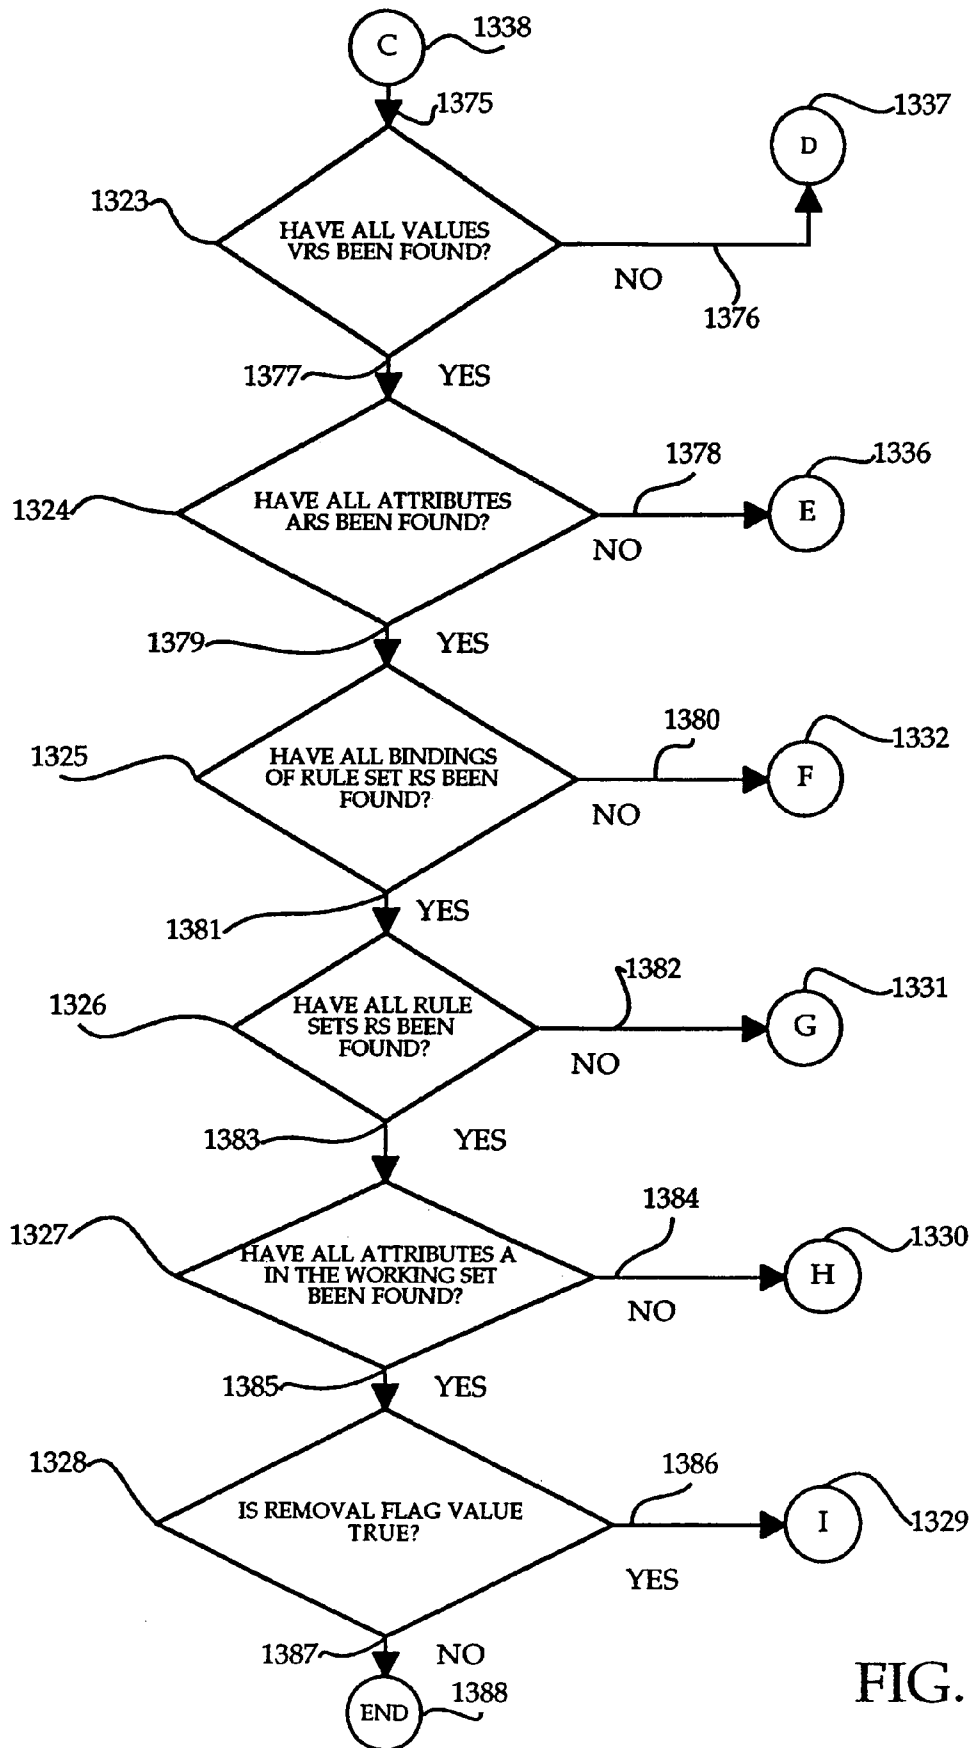 C
1338
1375
1337
D
1323
HAVE ALL VALUES
VRS BEEN FOUND?
NO
1376
1377
YES
1378
1336
1324
HAVE ALL ATTRIBUTES
ARS BEEN FOUND?
E
NO
1379
YES
1380
1332
1325
HAVE ALL BINDINGS
OF RULE SET RS BEEN
FOUND?
F
NO
1381
YES
1382
1331
1326
HAVE ALL RULE
SETS RS BEEN
FOUND?
G
NO
1383
YES
1384
1330
1327
HAVE ALL ATTRIBUTES A
IN THE WORKING SET
BEEN FOUND?
H
NO
1385
YES
1386
1328
IS REMOVAL FLAG VALUE
TRUE?
I
1329
YES
1387
NO
END
1388
FIG.